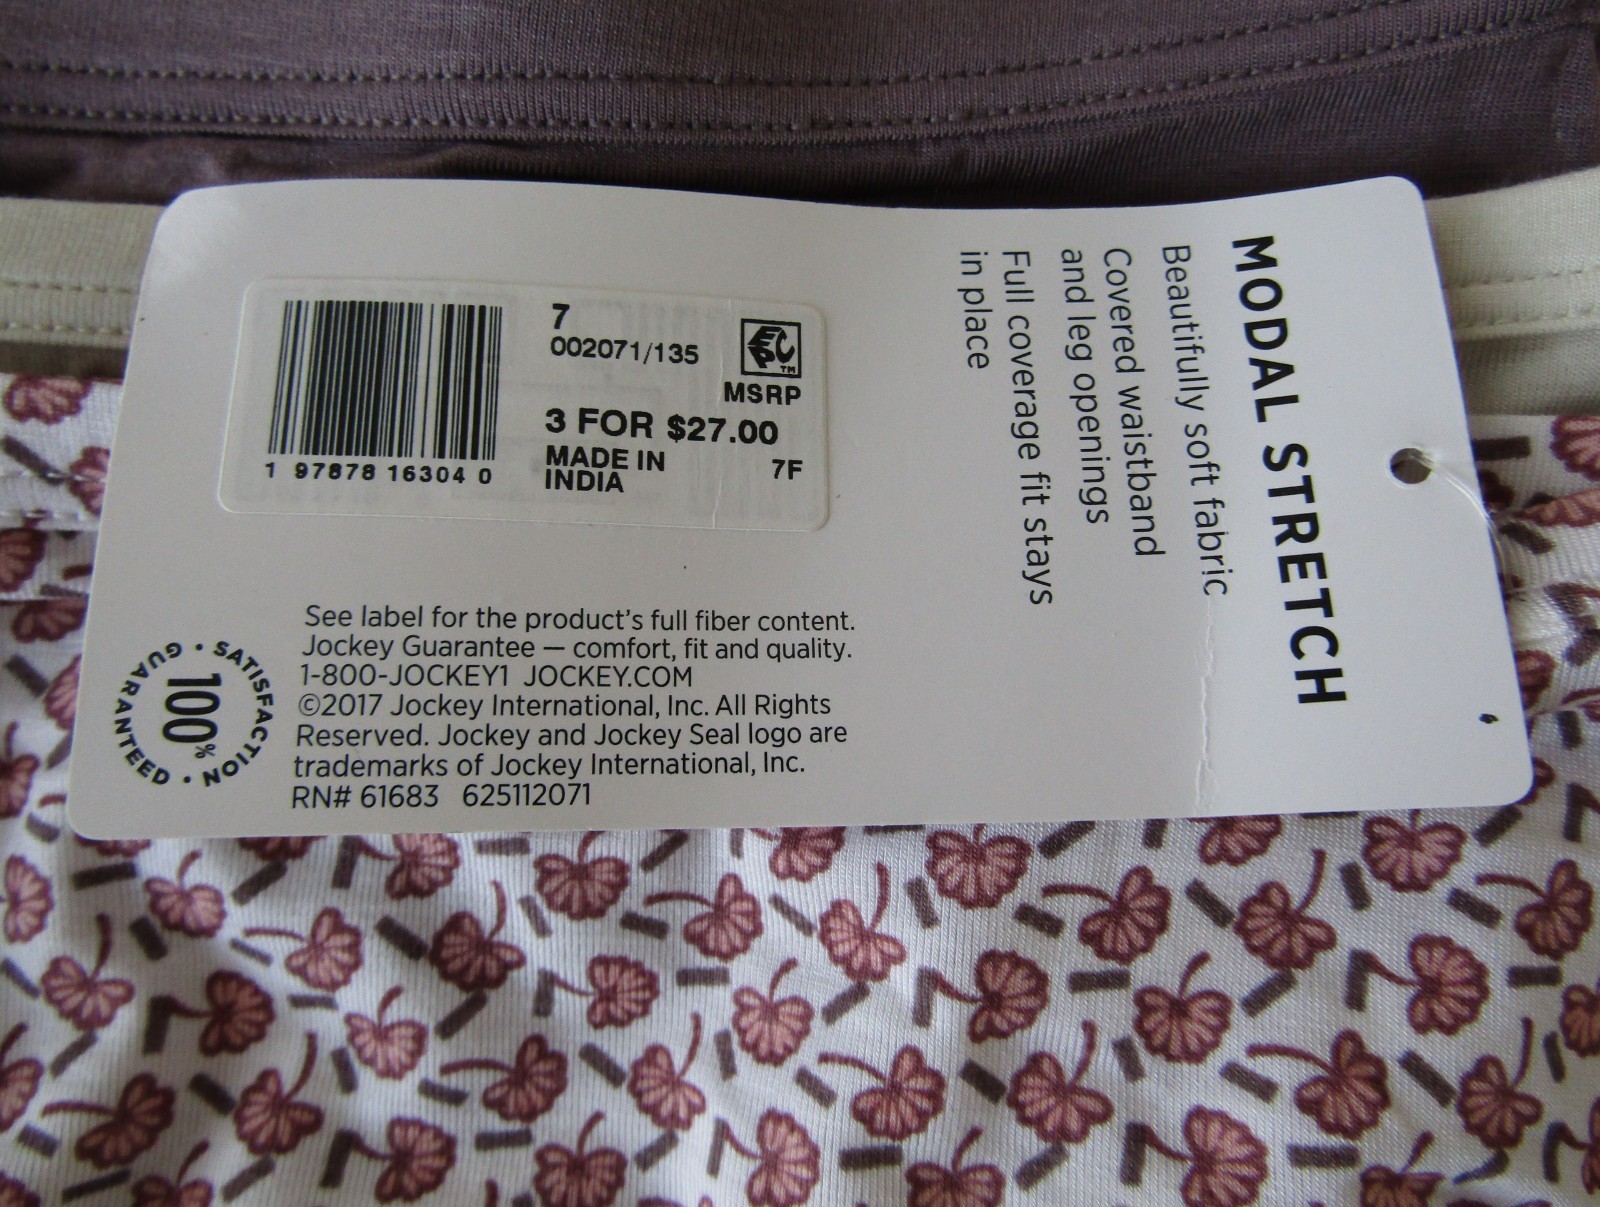 7
002071/135
EPC™
MSRP
3 FOR $27.00
MADE IN
INDIA
7F
1 97878 16304 0
See label for the product's full fiber content.
Jockey Guarantee — comfort, fit and quality.
1-800-JOCKEY1 JOCKEY.COM
©2017 Jockey International, Inc. All Rights
Reserved. Jockey and Jockey Seal logo are
trademarks of Jockey International, Inc.
RN# 61683 625112071
100%
SATISFACTION • GUARANTEED •
MODAL STRETCH
Beautifully soft fabric
Covered waistband
and leg openings
Full coverage fit stays
in place